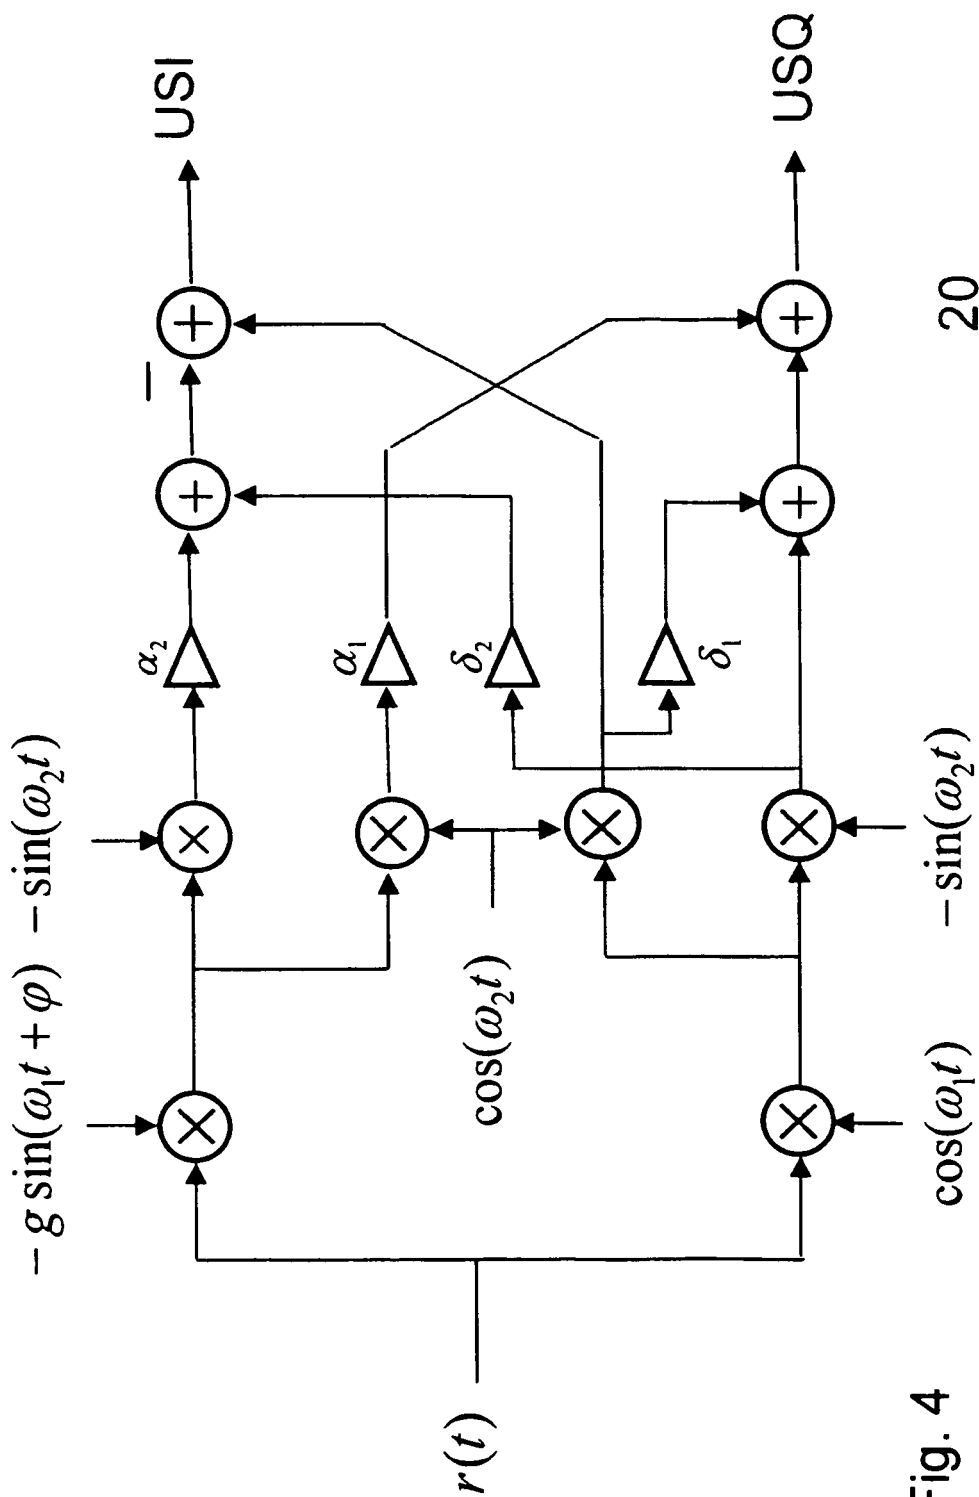 − g sin(ω₁t + φ)
− sin(ω₂t)
α₂
USI
−
+
+
×
×
r(t)
cos(ω₂t)
×
×
α₁
δ₂
δ₁
×
×
+
+
cos(ω₁t)
− sin(ω₂t)
USQ
Fig. 4
20